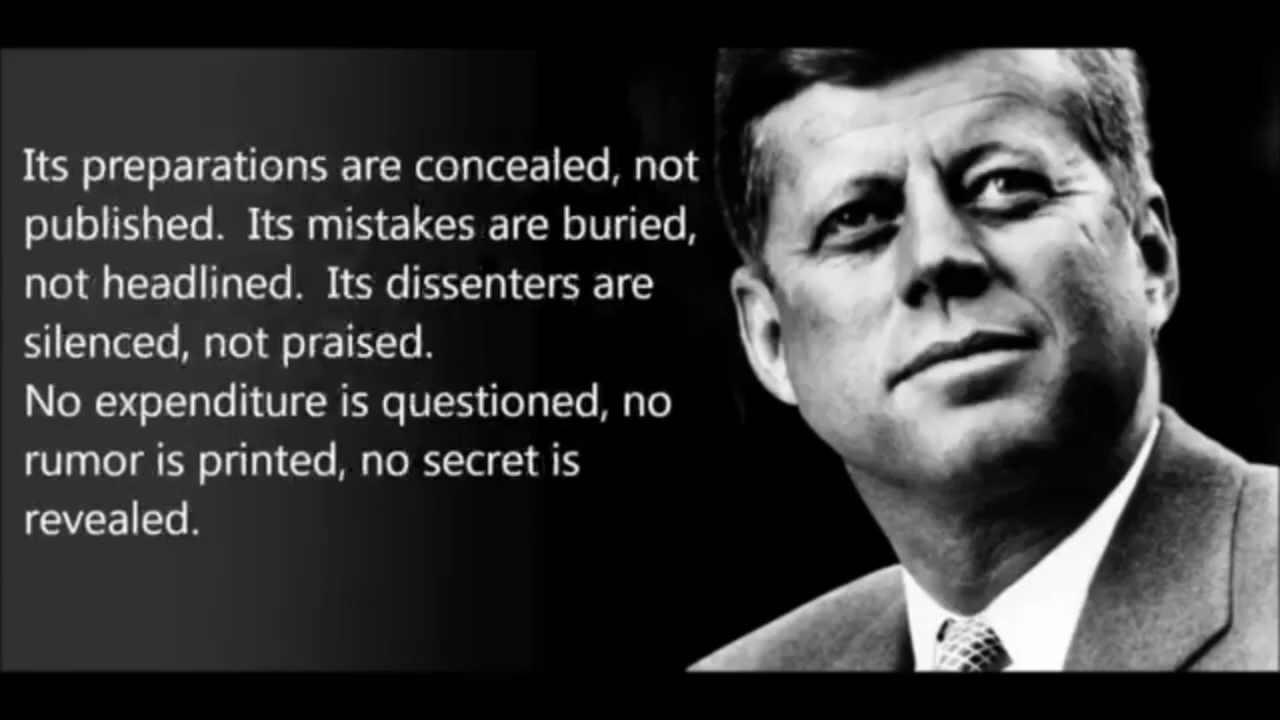 Its preparations are concealed, not
published.  Its mistakes are buried,
not headlined.  Its dissenters are
silenced, not praised.
No expenditure is questioned, no
rumor is printed, no secret is
revealed.